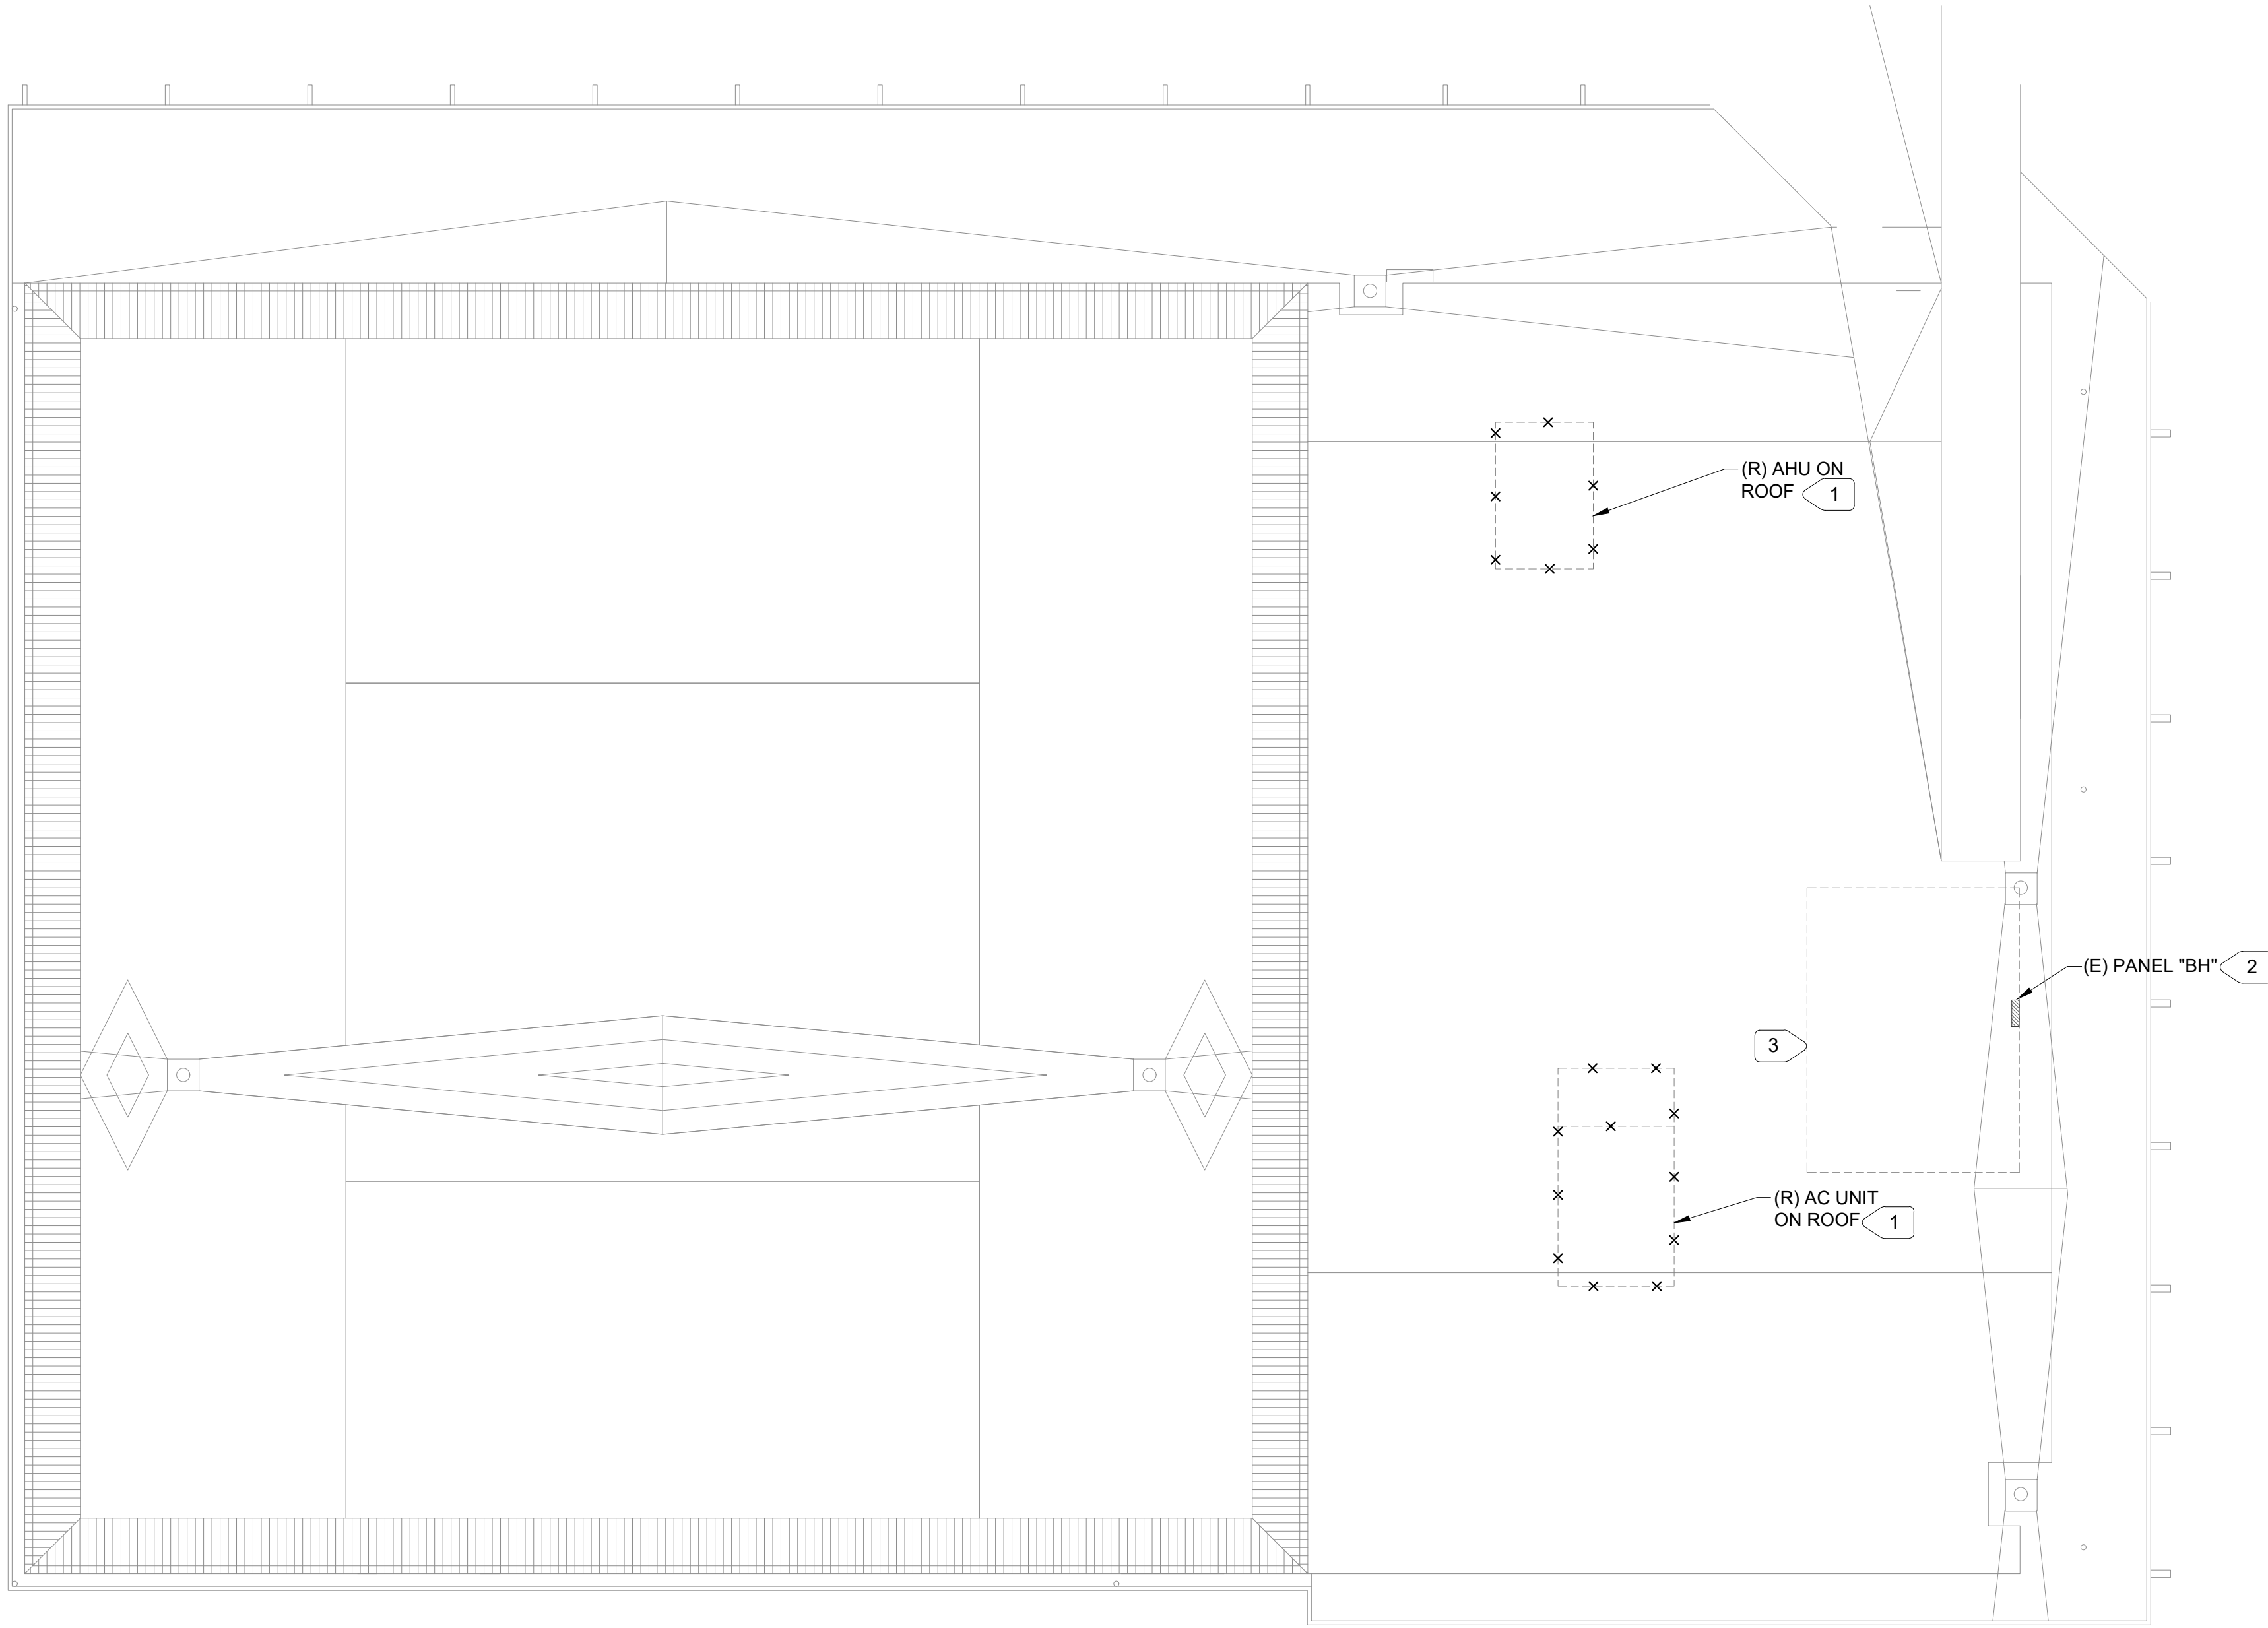 (R) AHU ON
ROOF 1
(E) PANEL "BH" 2
3
(R) AC UNIT
ON ROOF 1